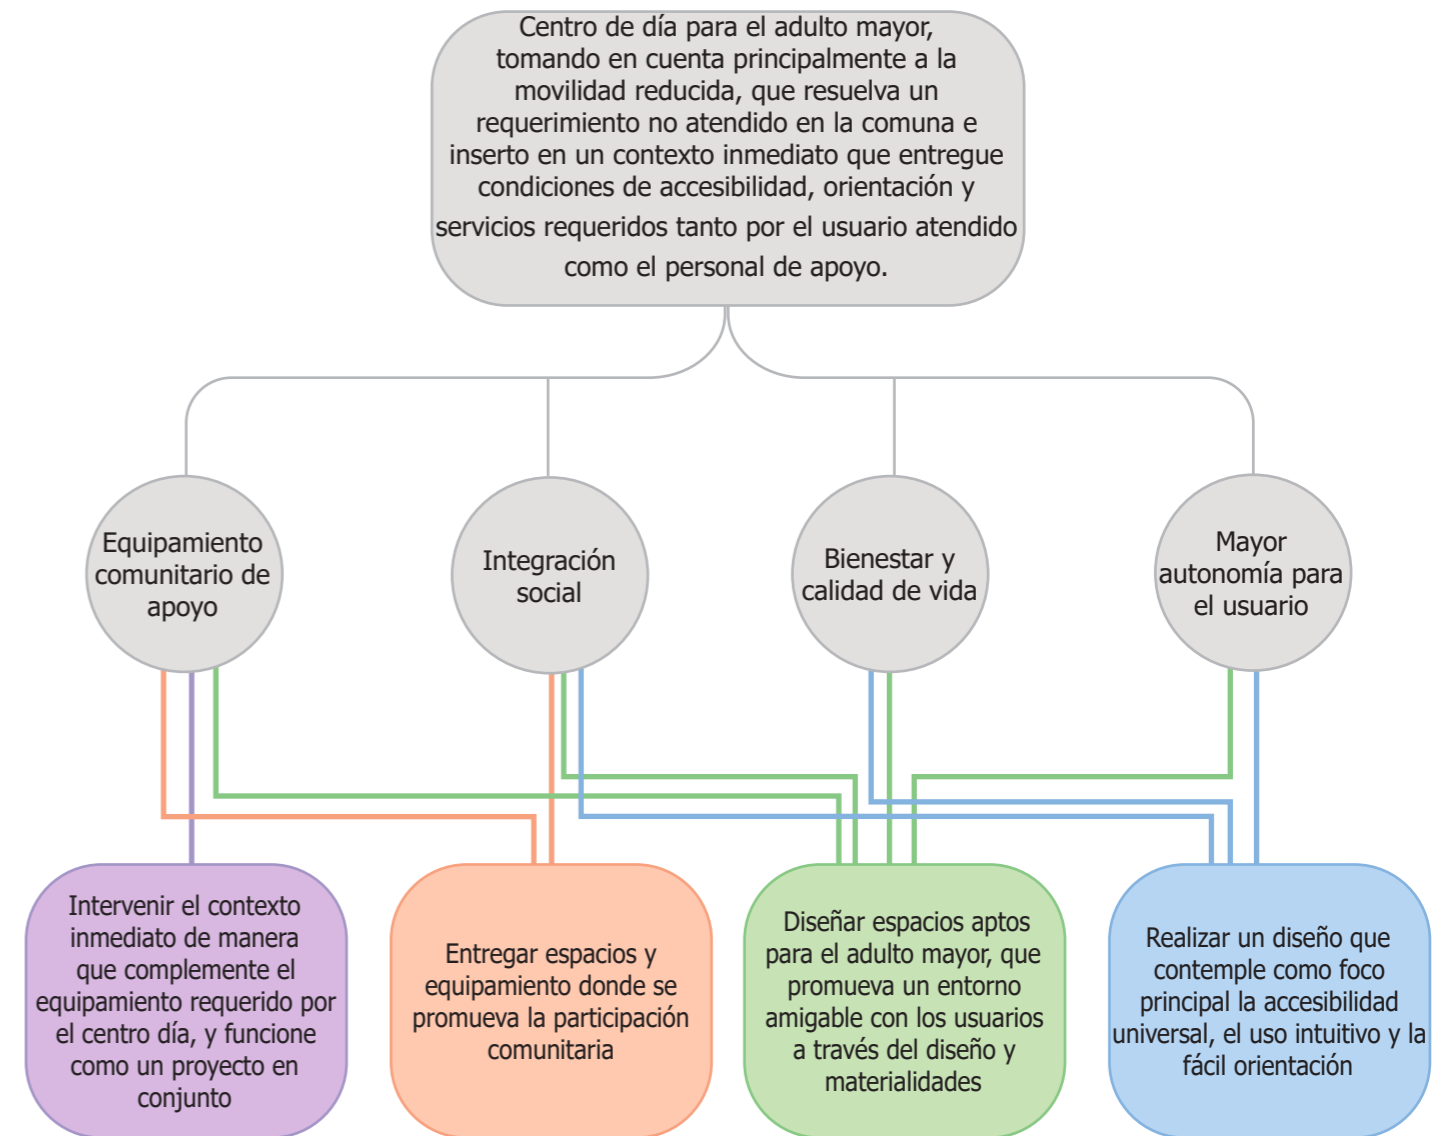 Centro de día para el adulto mayor,
tomando en cuenta principalmente a la
movilidad reducida, que resuelva un
requerimiento no atendido en la comuna e
inserto en un contexto inmediato que entregue
condiciones de accesibilidad, orientación y
servicios requeridos tanto por el usuario atendido
como el personal de apoyo.
Equipamiento
comunitario de
apoyo
Integración
social
Bienestar y
calidad de vida
Mayor
autonomía para
el usuario
Intervenir el contexto
inmediato de manera
que complemente el
equipamiento requerido por
el centro día, y funcione
como un proyecto en
conjunto
Entregar espacios y
equipamiento donde se
promueva la participación
comunitaria
Diseñar espacios aptos
para el adulto mayor, que
promueva un entorno
amigable con los usuarios
a través del diseño y
materialidades
Realizar un diseño que
contemple como foco
principal la accesibilidad
universal, el uso intuitivo y la
fácil orientación